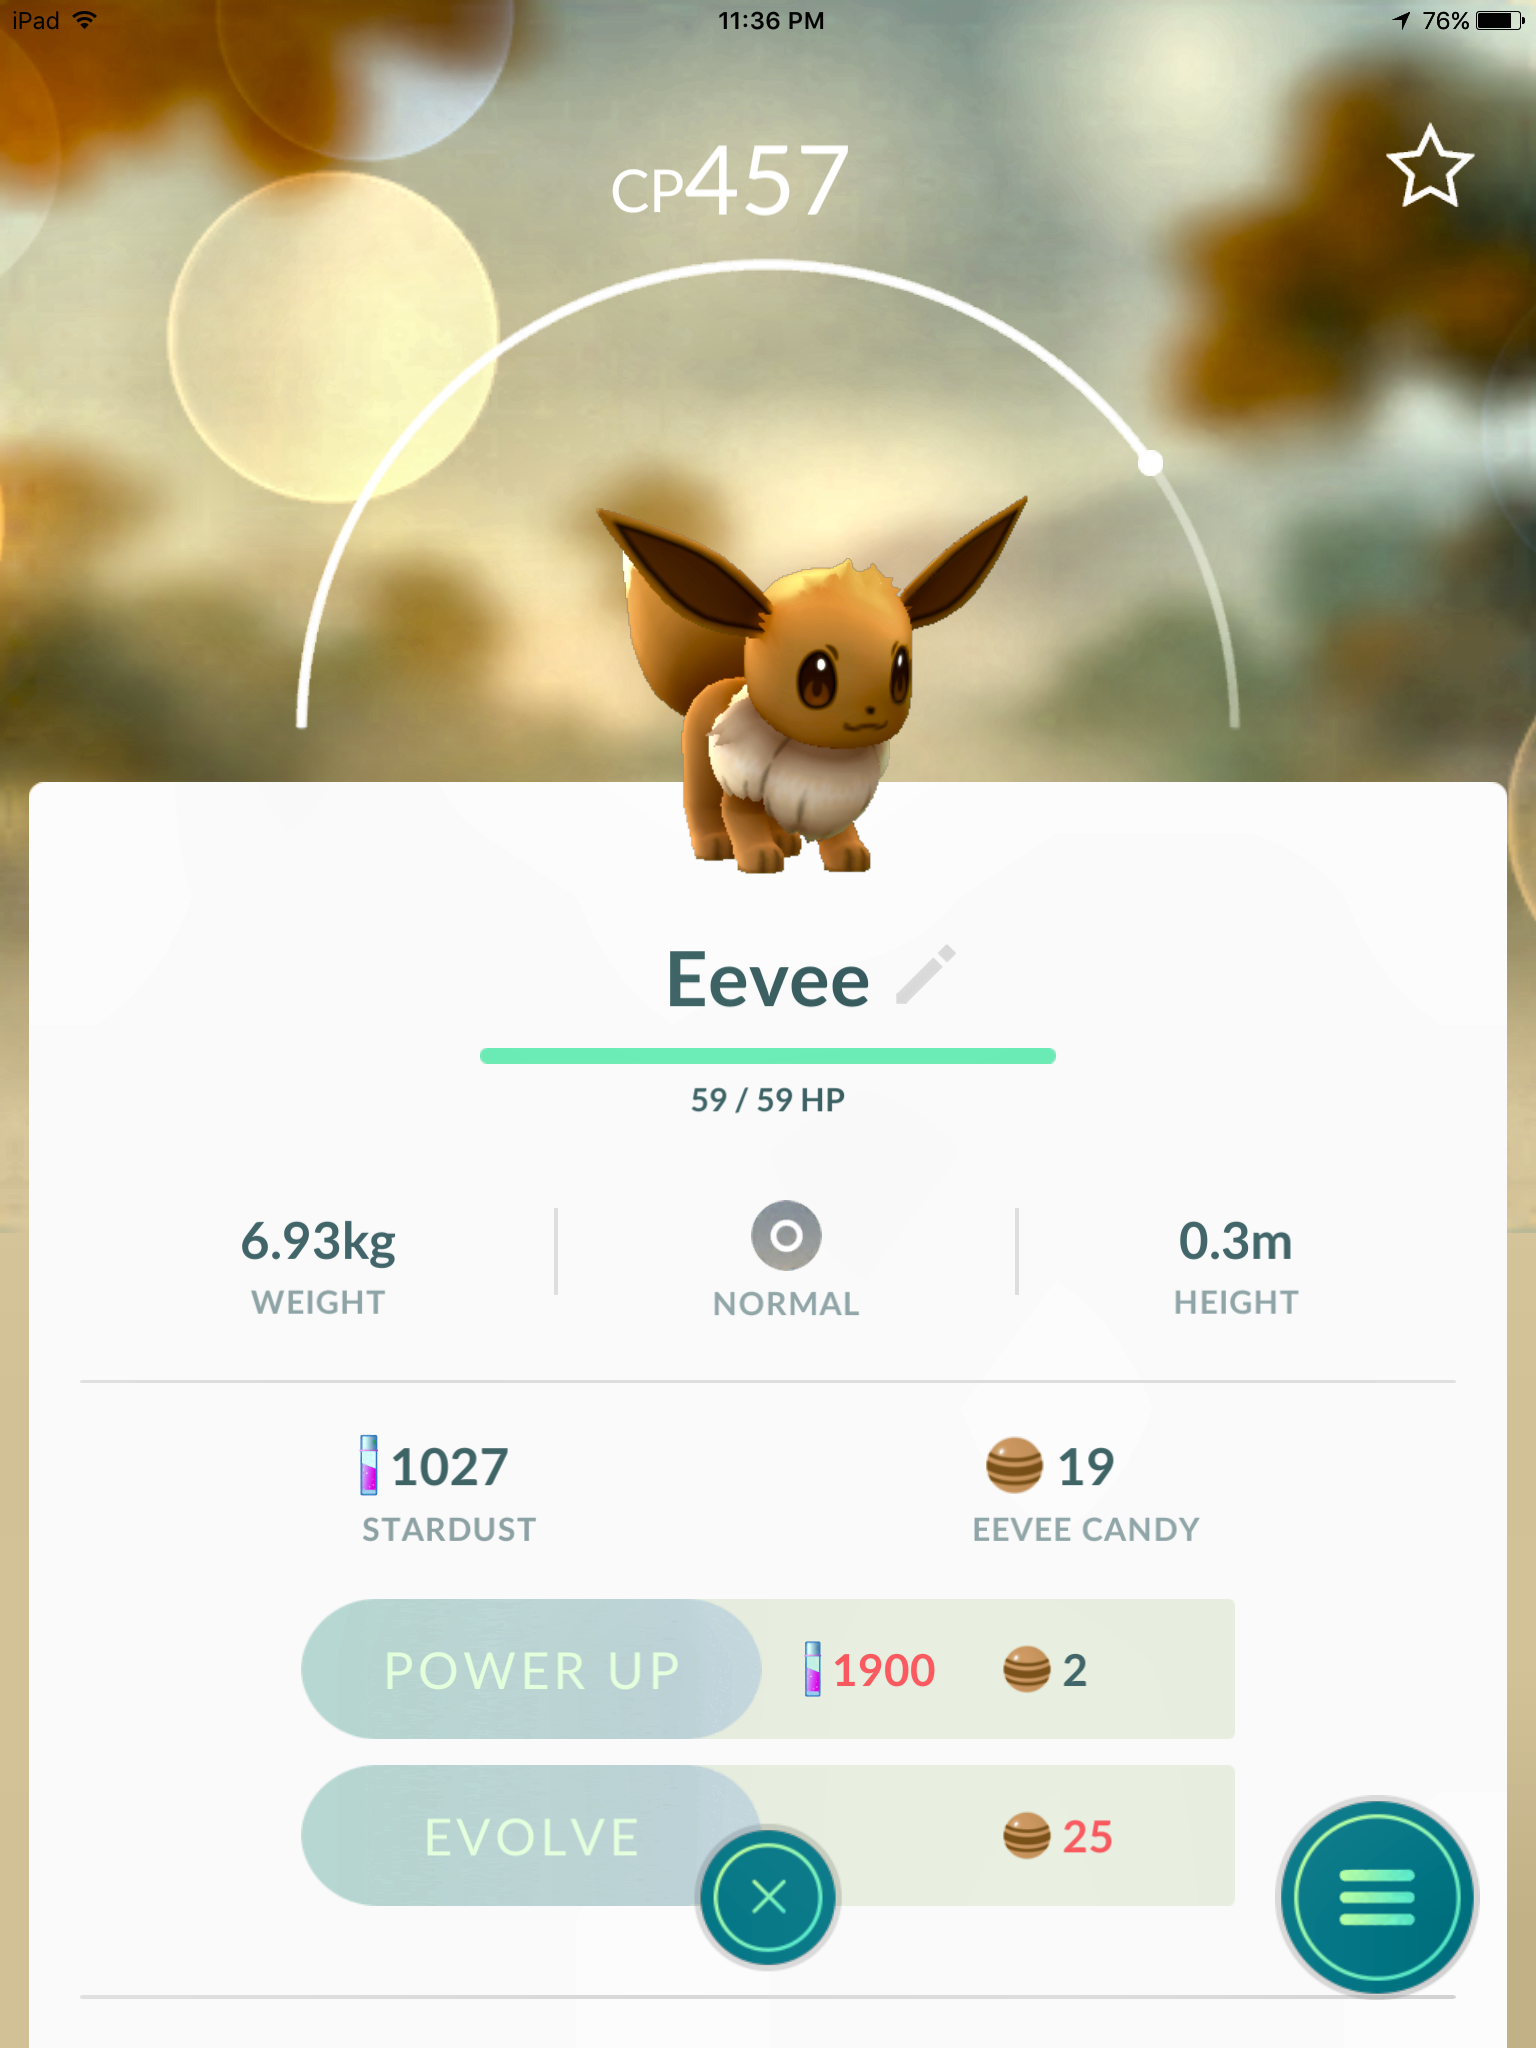 iPad 11:36 PM 76%
CP457
Eevee
59 / 59 HP
6.93kg 0.3m
WEIGHT NORMAL HEIGHT
1027 19
STARDUST EEVEE CANDY
POWER UP 1900 2
EVOLVE 25